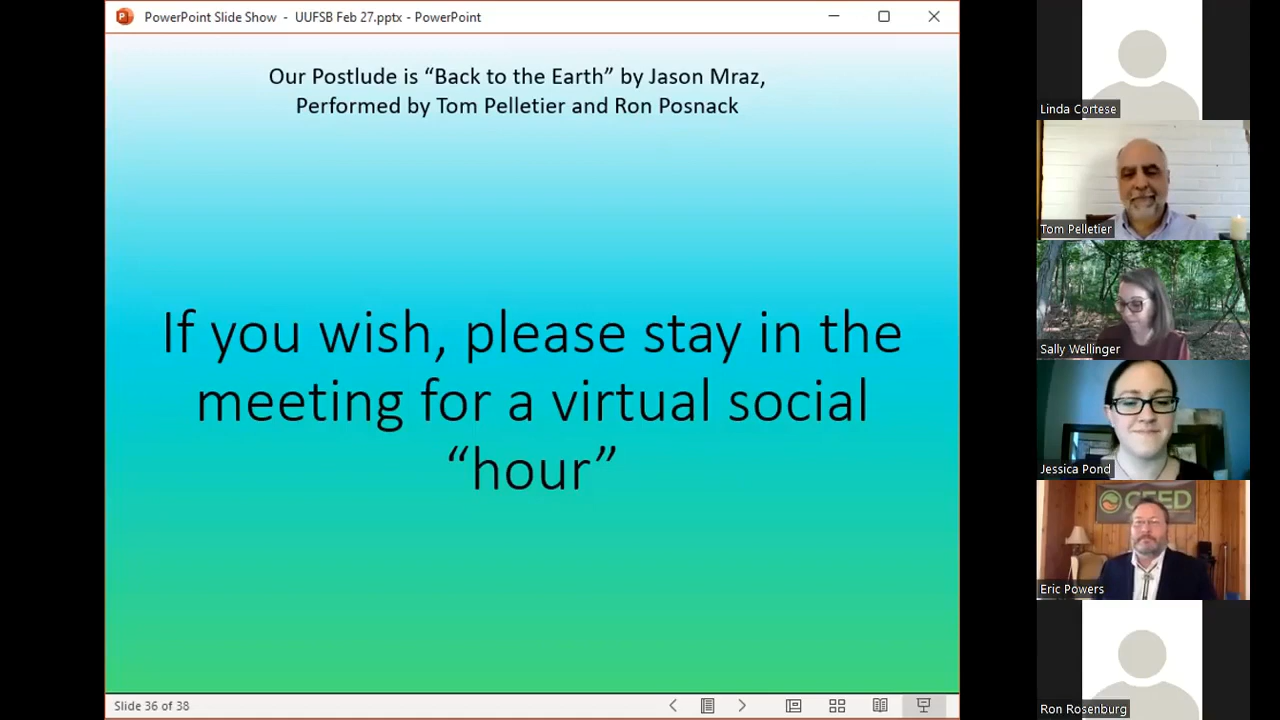 PowerPoint Slide Show - UUFSB Feb 27.pptx - PowerPoint
Our Postlude is “Back to the Earth” by Jason Mraz,
Performed by Tom Pelletier and Ron Posnack
If you wish, please stay in the
meeting for a virtual social
“hour”
Slide 36 of 38
Linda Cortese
Tom Pelletier
Sally Wellinger
Jessica Pond
CEED
Eric Powers
Ron Rosenburg